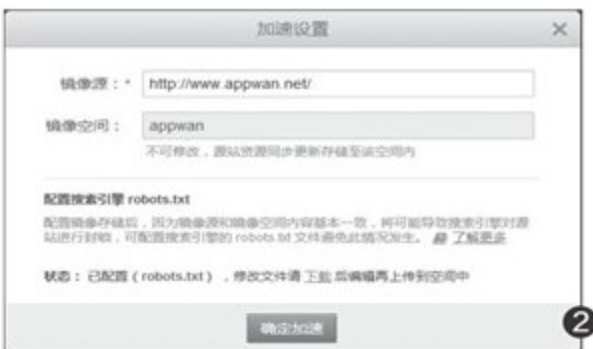 加速设置
镜像源：* http://www.appwan.net/
镜像空间： appwan
不可修改，源站资源同步更新存储至该空间内
配置搜索引擎 robots.txt
配置镜像存储后，因为镜像源和镜像空间内容基本一致，将可能导致搜索引擎对源
站进行封锁，可配置搜索引擎的 robots.txt 文件避免此情况发生。 了解更多
状态： 已配置 ( robots.txt ) ，修改文件请 下载 后编辑再上传到空间中
确定加速
2